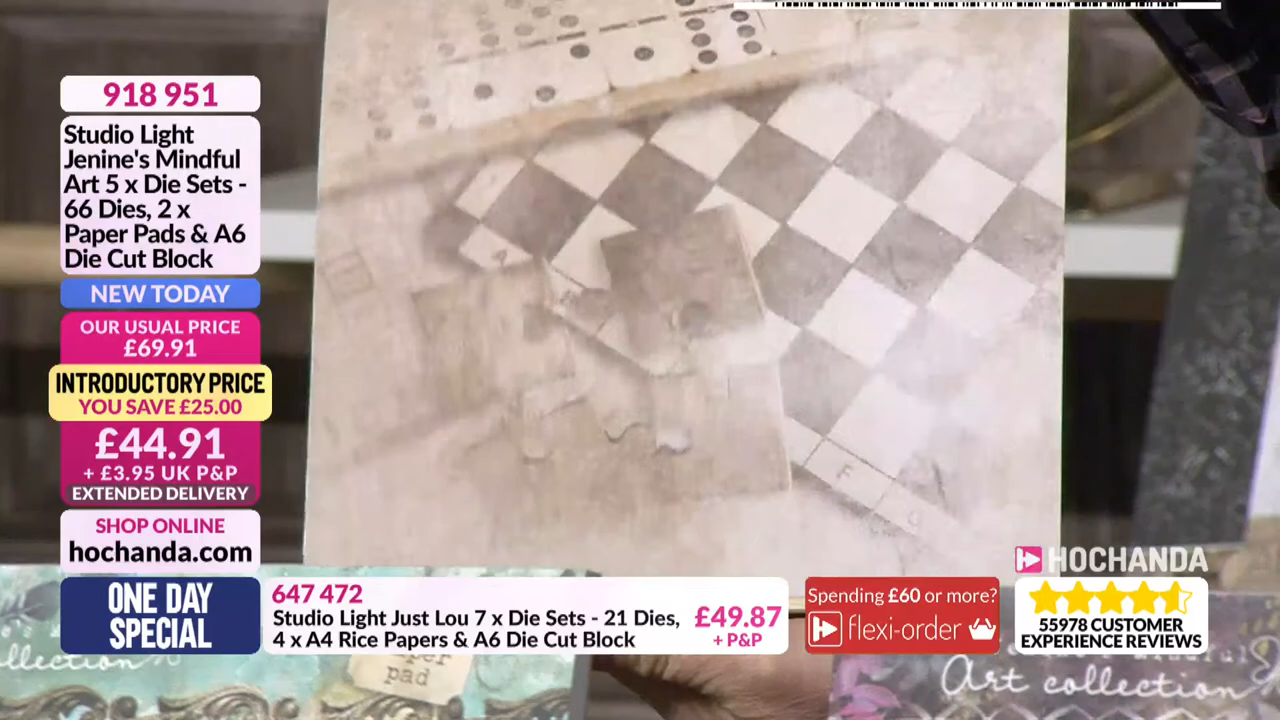 918 951
Studio Light
Jenine's Mindful
Art 5 x Die Sets -
66 Dies, 2 x
Paper Pads & A6
Die Cut Block
NEW TODAY
OUR USUAL PRICE
£69.91
INTRODUCTORY PRICE
YOU SAVE £25.00
£44.91
+ £3.95 UK P&P
EXTENDED DELIVERY
SHOP ONLINE
hochanda.com
ONE DAY
SPECIAL
647 472
Studio Light Just Lou 7 x Die Sets - 21 Dies,
4 x A4 Rice Papers & A6 Die Cut Block
£49.87
+ P&P
Spending £60 or more?
flexi-order
HOCHANDA
55978 CUSTOMER
EXPERIENCE REVIEWS
F
pad
Art collection